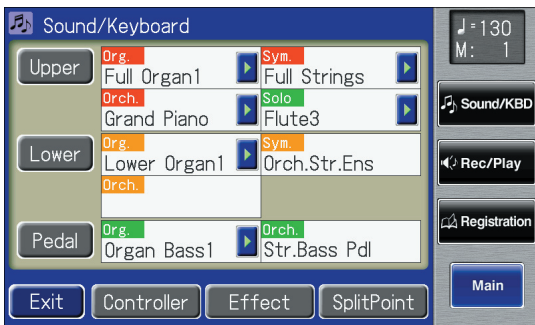 Sound/Keyboard
♩=130
M: 1
Upper
Org.
Full Organ1
Sym.
Full Strings
Orch.
Grand Piano
Solo
Flute3
Lower
Org.
Lower Organ1
Sym.
Orch.Str.Ens
Orch.
Pedal
Org.
Organ Bass1
Orch.
Str.Bass Pdl
Exit
Controller
Effect
SplitPoint
Sound/KBD
Rec/Play
Registration
Main